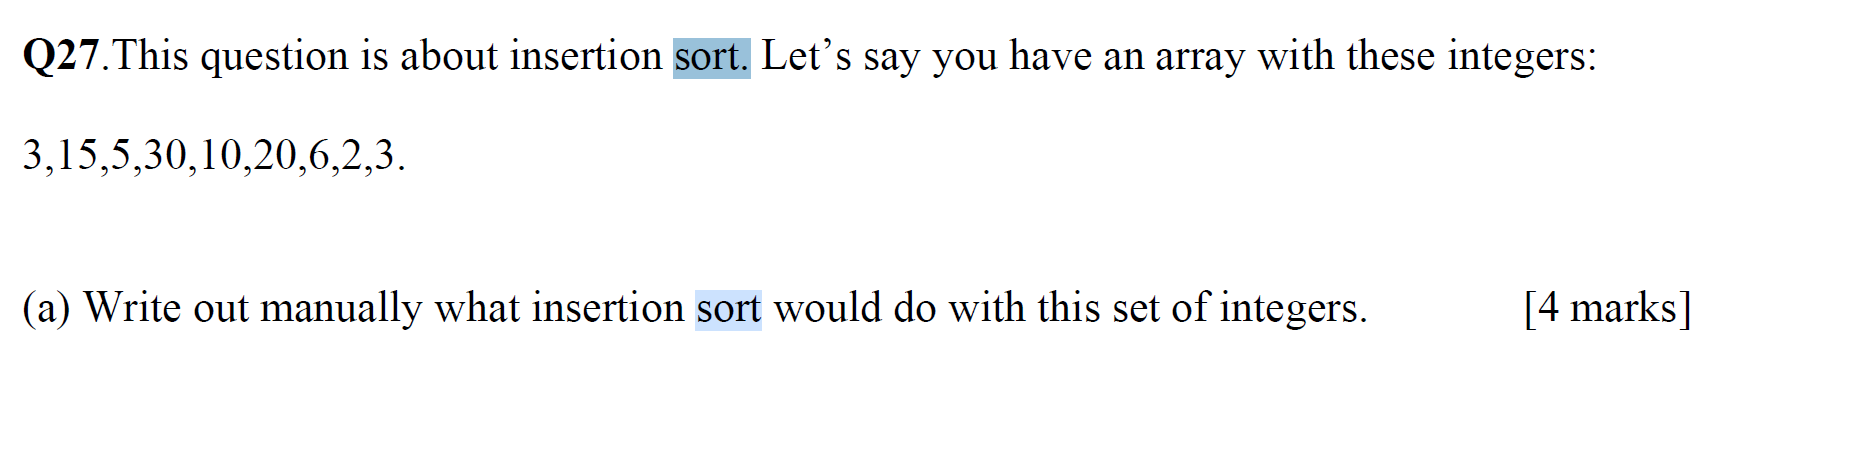 Q27.This question is about insertion sort. Let’s say you have an array with these integers:
3,15,5,30,10,20,6,2,3.
(a) Write out manually what insertion sort would do with this set of integers. [4 marks]